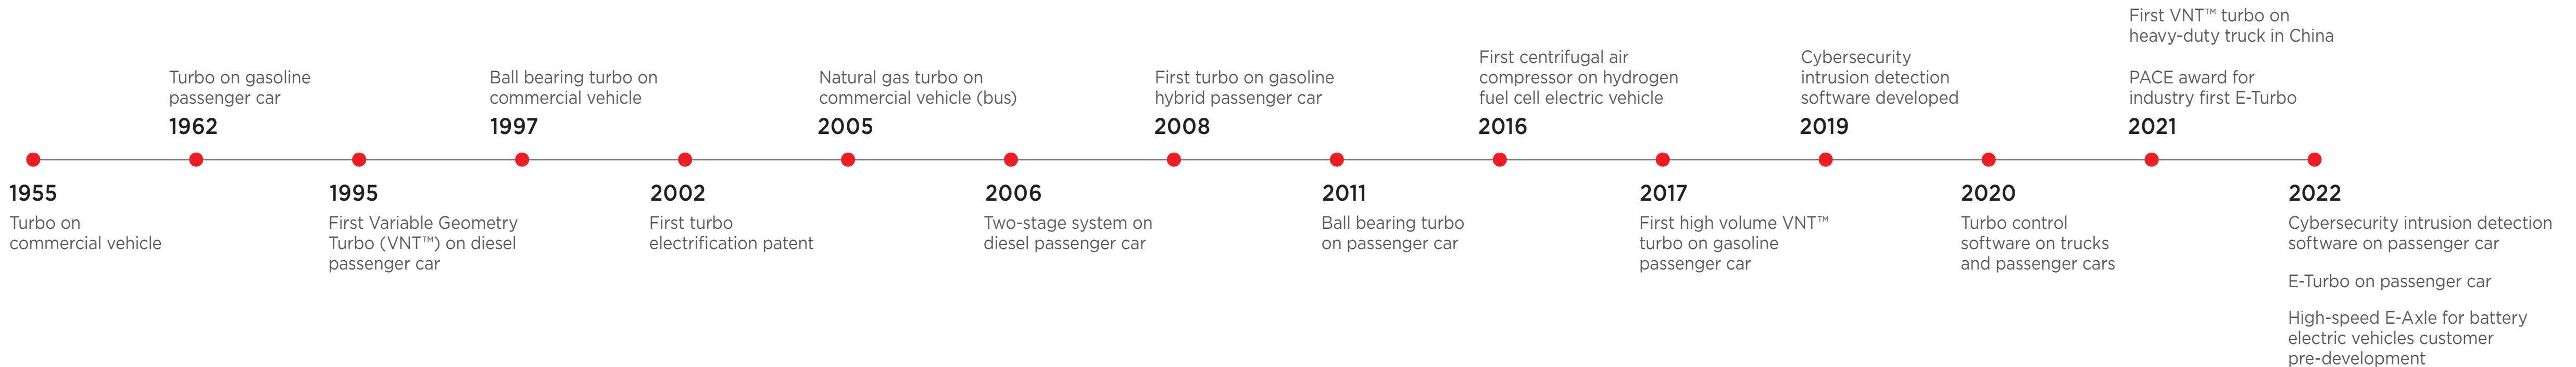 1955
Turbo on
commercial vehicle
Turbo on gasoline
passenger car
1962
1995
First Variable Geometry
Turbo (VNT™) on diesel
passenger car
Ball bearing turbo on
commercial vehicle
1997
2002
First turbo
electrification patent
Natural gas turbo on
commercial vehicle (bus)
2005
2006
Two-stage system on
diesel passenger car
First turbo on gasoline
hybrid passenger car
2008
2011
Ball bearing turbo
on passenger car
First centrifugal air
compressor on hydrogen
fuel cell electric vehicle
2016
2017
First high volume VNT™
turbo on gasoline
passenger car
Cybersecurity
intrusion detection
software developed
2019
2020
Turbo control
software on trucks
and passenger cars
First VNT™ turbo on
heavy-duty truck in China
PACE award for
industry first E-Turbo
2021
2022
Cybersecurity intrusion detection
software on passenger car
E-Turbo on passenger car
High-speed E-Axle for battery
electric vehicles customer
pre-development